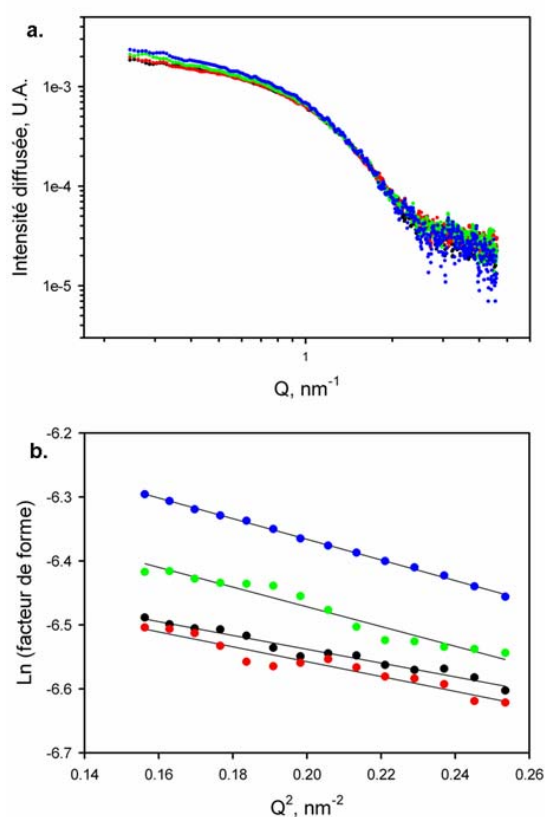 a.
1e-3
1e-4
1e-5
Intensité diffusée, U.A.
1
Q, nm⁻¹
b.
-6.2
-6.3
-6.4
-6.5
-6.6
-6.7
Ln (facteur de forme)
0.14 0.16 0.18 0.20 0.22 0.24 0.26
Q², nm⁻²